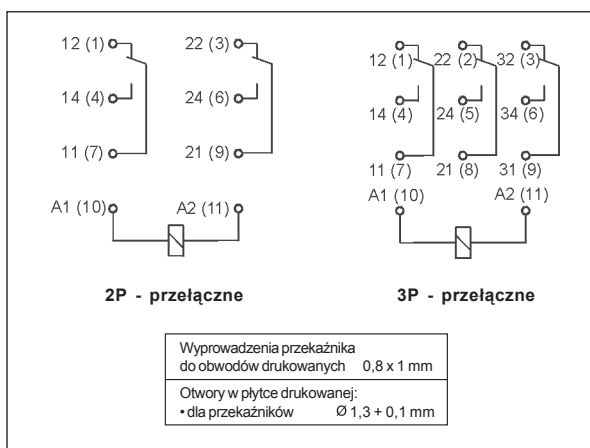 12 (1) 22 (3)
14 (4) 24 (6)
11 (7) 21 (9)
A1 (10) A2 (11)
2P - przełączne
12 (1) 22 (2) 32 (3)
14 (4) 24 (5) 34 (6)
11 (7) 21 (8) 31 (9)
A1 (10) A2 (11)
3P - przełączne
Wyprowadzenia przekaźnika
do obwodów drukowanych 0,8 x 1 mm
Otwory w płytce drukowanej:
• dla przekaźników Ø 1,3 + 0,1 mm